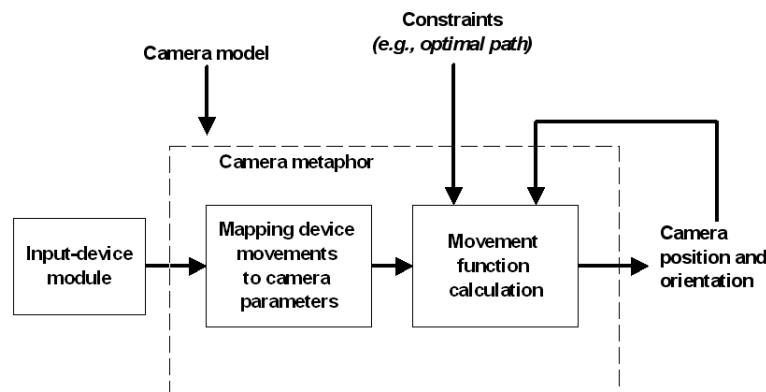 Constraints
(e.g., optimal path)
Camera model
Camera metaphor
Input-device
module
Mapping device
movements
to camera
parameters
Movement
function
calculation
Camera
position and
orientation